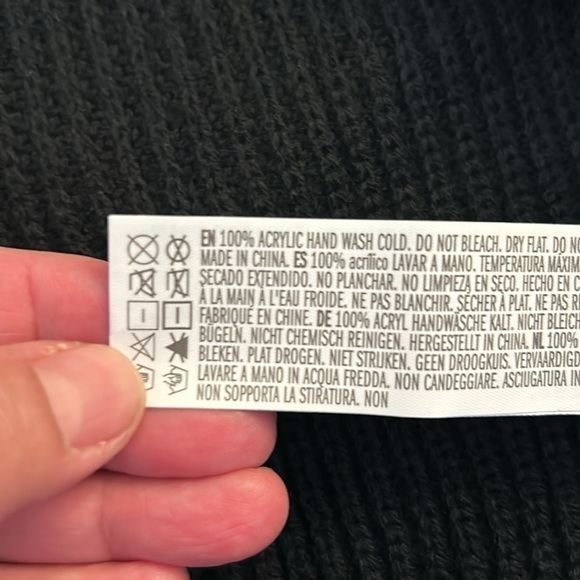 EN 100% ACRYLIC HAND WASH COLD. DO NOT BLEACH. DRY FLAT. DO NO
MADE IN CHINA. ES 100% acrílico LAVAR A MANO. TEMPERATURA MÁXIM
SECADO EXTENDIDO. NO PLANCHAR. NO LIMPIEZA EN SECO. HECHO EN C
À LA MAIN À L'EAU FROIDE. NE PAS BLANCHIR. SÉCHER À PLAT. NE PAS R
FABRIQUÉ EN CHINE. DE 100% ACRYL HANDWÄSCHE KALT. NICHT BLEICH
BÜGELN. NICHT CHEMISCH REINIGEN. HERGESTELLT IN CHINA. NL 100%
BLEKEN. PLAT DROGEN. NIET STRIJKEN. GEEN DROOGKUIS. VERVAARDIGD
LAVARE A MANO IN ACQUA FREDDA. NON CANDEGGIARE. ASCIUGATURA IN
NON SOPPORTA LA STIRATURA. NON